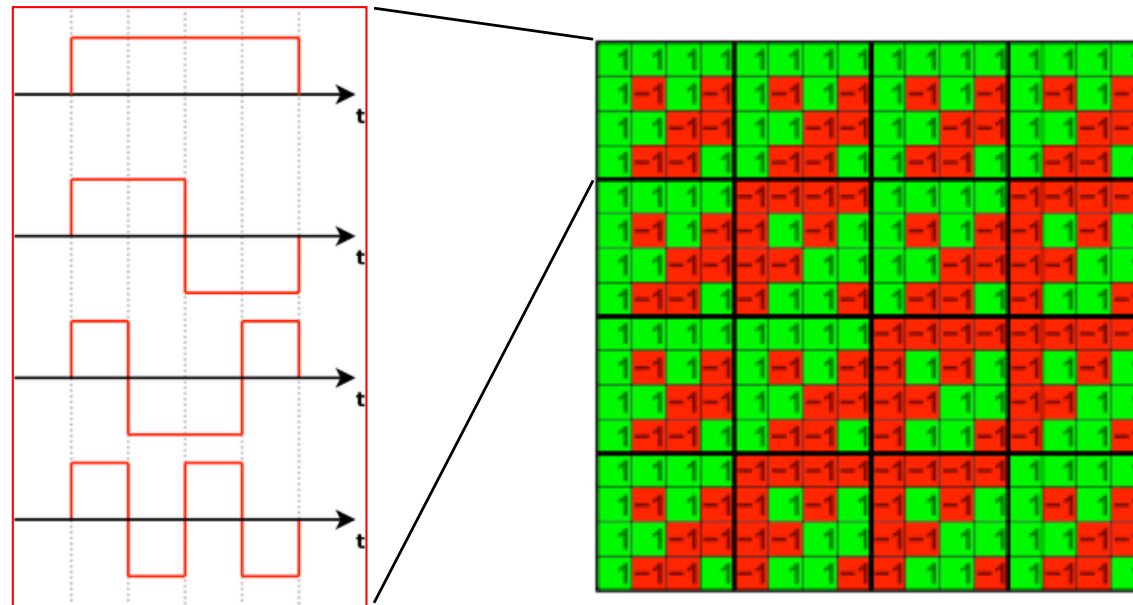 t
t
t
t
1 1 1 1 1 1 1 1 1 1 1 1 1 1 1
1 -1 1 -1 1 -1 1 -1 1 -1 1 -1 1 -1 1
1 1 -1 -1 1 1 -1 -1 1 1 -1 -1 1 1 -1
1 -1 -1 1 1 -1 -1 1 1 -1 -1 1 1 -1 -1
1 1 1 1 -1 -1 -1 -1 1 1 1 1 -1 -1 -1
1 -1 1 -1 -1 1 -1 1 1 -1 1 -1 -1 1 -1
1 1 -1 -1 -1 -1 1 1 1 1 -1 -1 -1 -1 1
1 -1 -1 1 -1 1 1 -1 1 -1 -1 1 -1 1 1
1 1 1 1 1 1 1 1 -1 -1 -1 -1 -1 -1 -1
1 -1 1 -1 1 -1 1 -1 -1 1 -1 1 -1 1 -1
1 1 -1 -1 1 1 -1 -1 -1 -1 1 1 -1 -1 1
1 -1 -1 1 1 -1 -1 1 -1 1 1 -1 -1 1 1
1 1 1 1 -1 -1 -1 -1 -1 -1 -1 -1 1 1 1
1 -1 1 -1 -1 1 -1 1 -1 1 -1 1 1 -1 1
1 1 -1 -1 -1 -1 1 1 -1 -1 1 1 1 1 -1
1 -1 -1 1 -1 1 1 -1 -1 1 1 -1 1 -1 -1